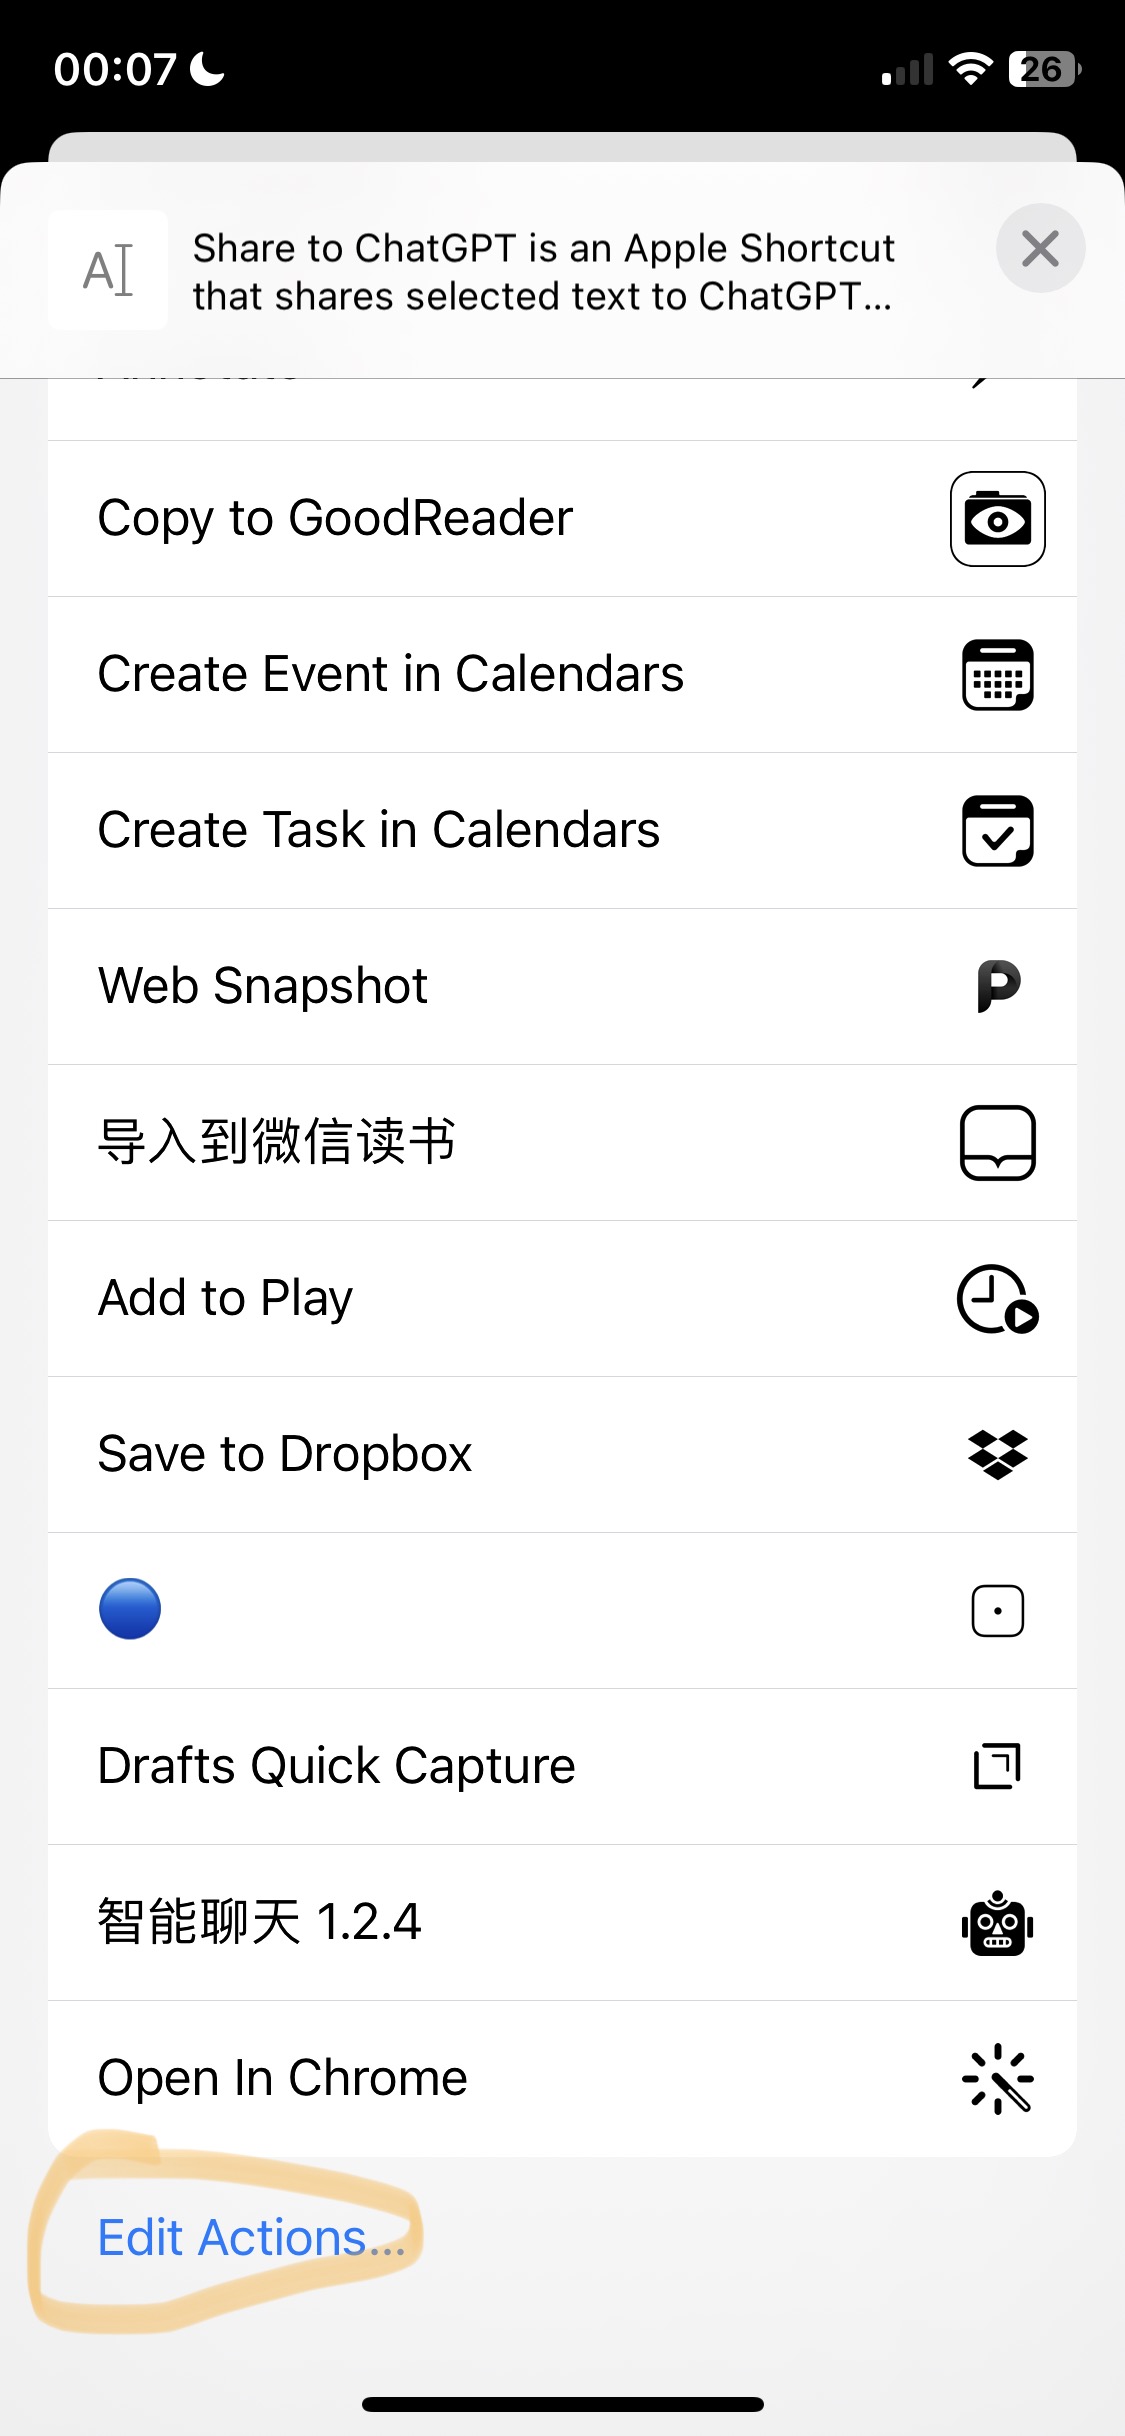 00:07
26
AI
Share to ChatGPT is an Apple Shortcut
that shares selected text to ChatGPT...
Copy to GoodReader
Create Event in Calendars
Create Task in Calendars
Web Snapshot
导入到微信读书
Add to Play
Save to Dropbox
Drafts Quick Capture
智能聊天 1.2.4
Open In Chrome
Edit Actions...